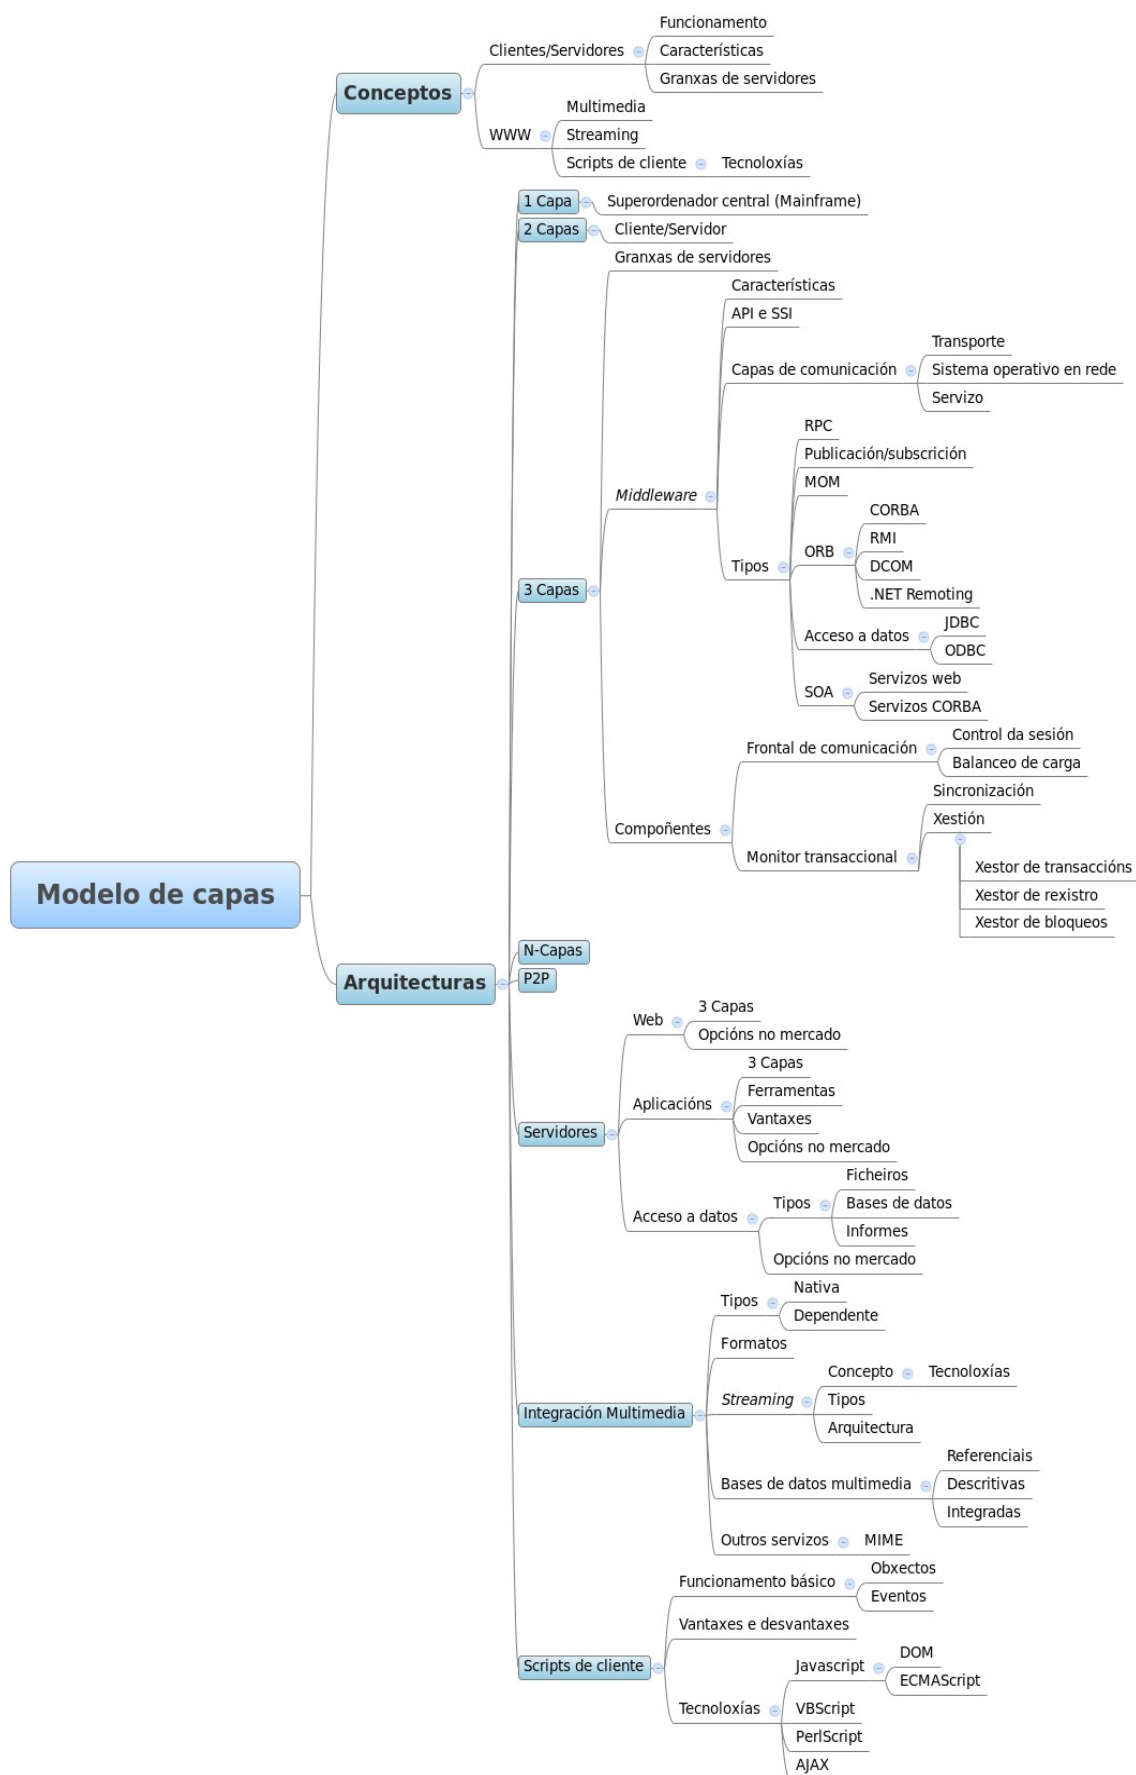 Funcionamento
Clientes/Servidores
Características
Granxas de servidores
Conceptos
Multimedia
WWW
Streaming
Scripts de cliente
Tecnoloxías
1 Capa
Superordenador central (Mainframe)
2 Capas
Cliente/Servidor
Granxas de servidores
Características
API e SSI
Transporte
Capas de comunicación
Sistema operativo en rede
Servizo
RPC
Publicación/subscrición
MOM
Middleware
CORBA
RMI
ORB
DCOM
Tipos
.NET Remoting
3 Capas
JDBC
Acceso a datos
ODBC
Servizos web
SOA
Servizos CORBA
Control da sesión
Frontal de comunicación
Balanceo de carga
Sincronización
Xestión
Compoñentes
Monitor transaccional
Xestor de transaccións
Xestor de rexistro
Xestor de bloqueos
Modelo de capas
N-Capas
Arquitecturas
P2P
3 Capas
Web
Opcións no mercado
3 Capas
Ferramentas
Aplicacións
Vantaxes
Servidores
Opcións no mercado
Ficheiros
Tipos
Bases de datos
Acceso a datos
Informes
Opcións no mercado
Nativa
Tipos
Dependente
Formatos
Concepto
Tecnoloxías
Streaming
Tipos
Integración Multimedia
Arquitectura
Referenciais
Bases de datos multimedia
Descritivas
Integradas
Outros servizos
MIME
Obxectos
Funcionamento básico
Eventos
Vantaxes e desvantaxes
DOM
Scripts de cliente
Javascript
ECMAScript
Tecnoloxías
VBScript
PerlScript
AJAX